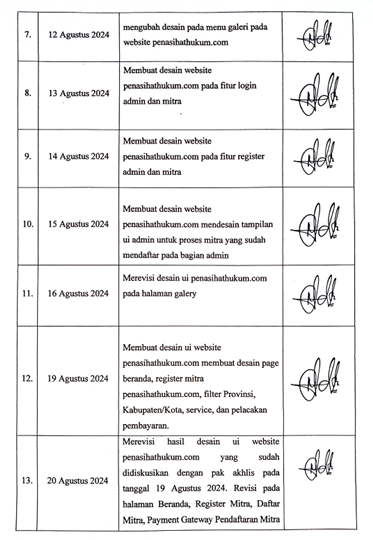 7. 12 Agustus 2024 mengubah desain pada menu galeri pada
website penasihathukum.com
8. 13 Agustus 2024 Membuat desain website
penasihathukum.com pada fitur login
admin dan mitra
9. 14 Agustus 2024 Membuat desain website
penasihathukum.com pada fitur register
admin dan mitra
10. 15 Agustus 2024 Membuat desain website
penasihathukum.com mendesain tampilan
ui admin untuk proses mitra yang sudah
mendaftar pada bagian admin
11. 16 Agustus 2024 Merevisi desain ui penasihathukum.com
pada halaman galery
12. 19 Agustus 2024 Membuat desain ui website
penasihathukum.com membuat desain page
beranda, register mitra
penasihathukum.com, filter Provinsi,
Kabupaten/Kota, service, dan pelacakan
pembayaran.
13. 20 Agustus 2024 Merevisi hasil desain ui website
penasihathukum.com yang sudah
didiskusikan dengan pak akhlis pada
tanggal 19 Agustus 2024. Revisi pada
halaman Beranda, Register Mitra, Daftar
Mitra, Payment Gateway Pendaftaran Mitra